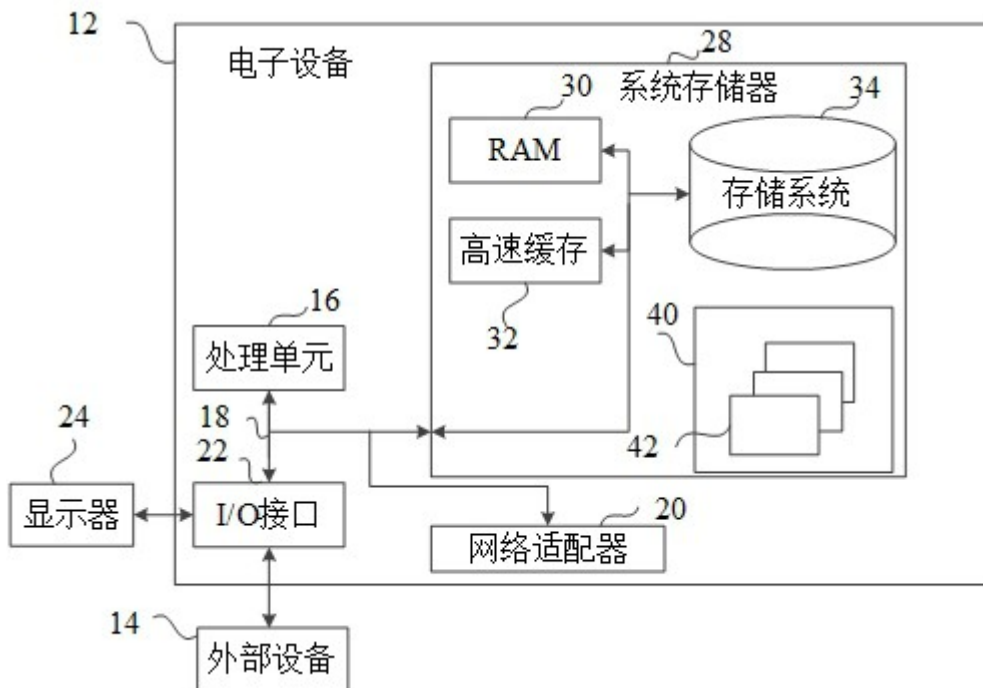 12
电子设备
28
系统存储器
30
RAM
34
存储系统
高速缓存
32
16
处理单元
40
42
18
24
22
显示器
I/O接口
20
网络适配器
14
外部设备